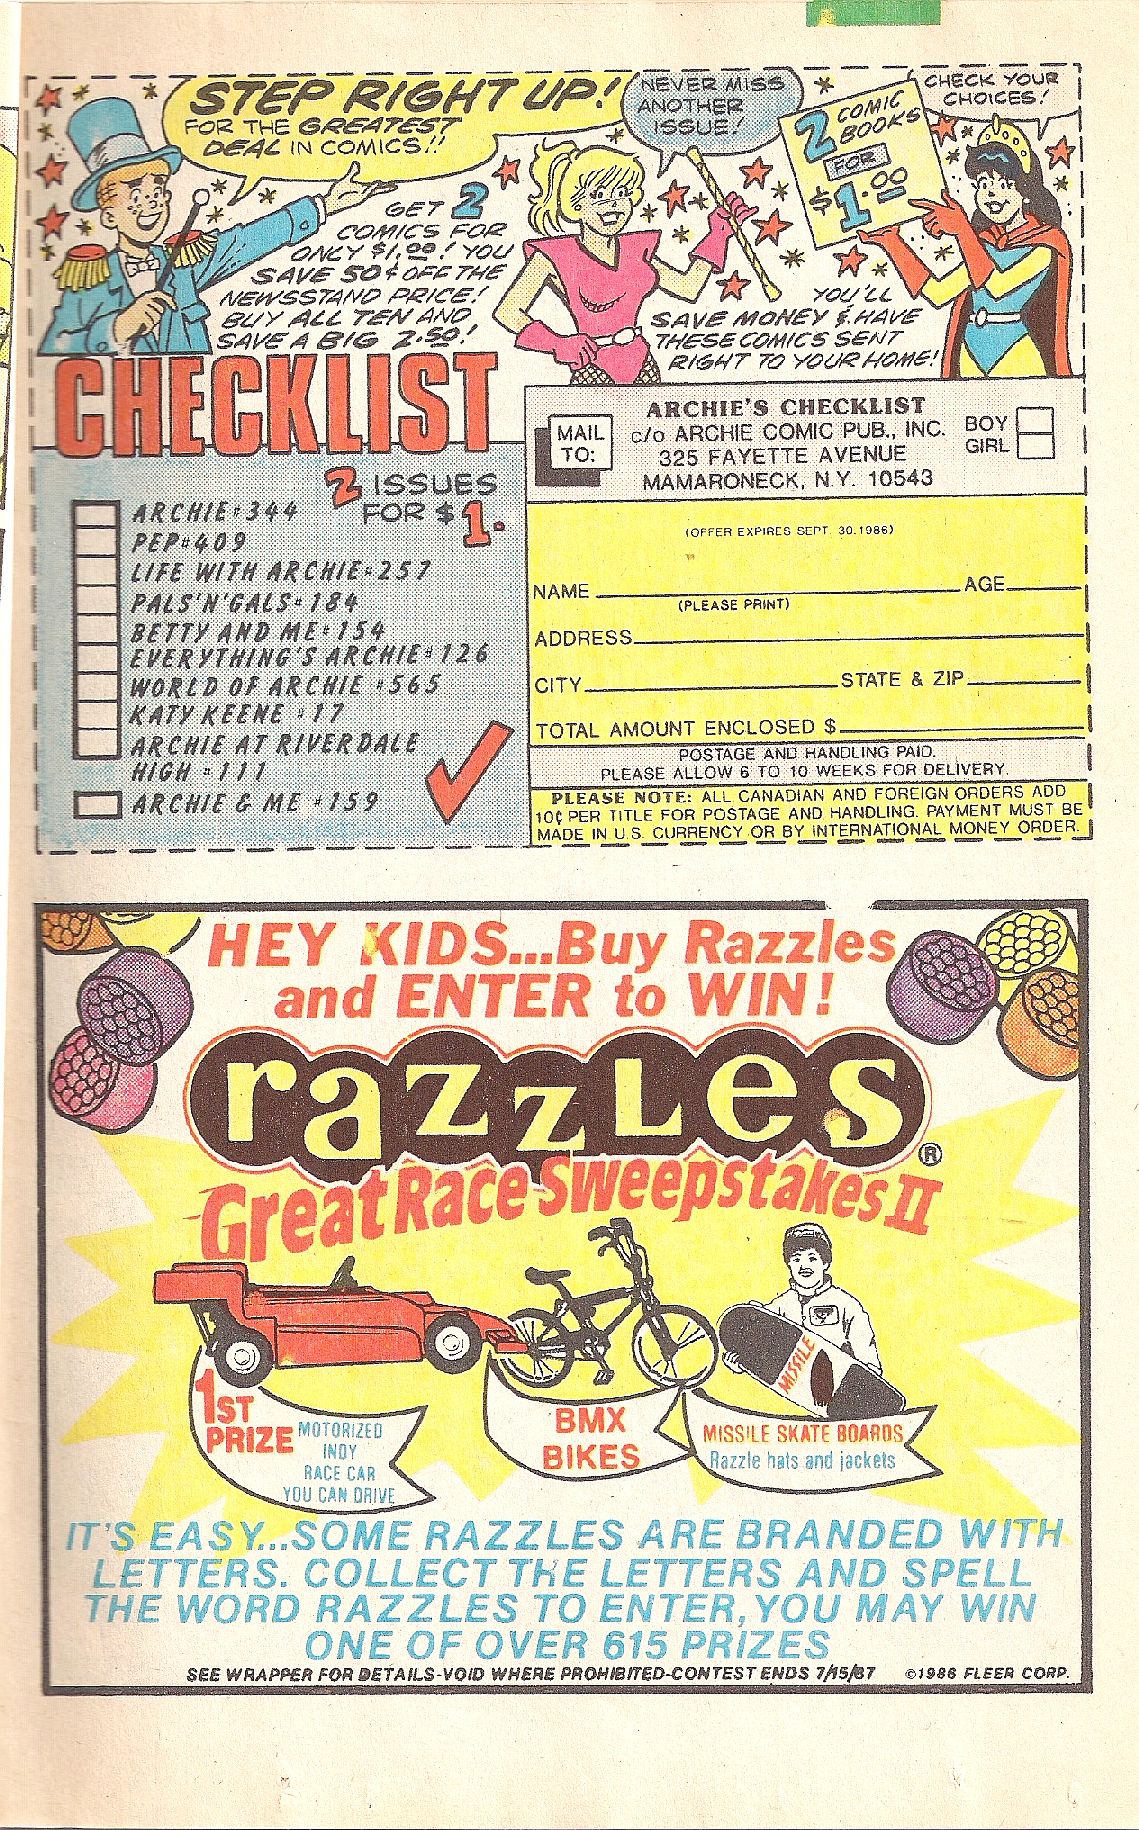 STEP RIGHT UP!
FOR THE GREATEST
DEAL IN COMICS!!
NEVER MISS
ANOTHER
ISSUE!
2 COMIC
BOOKS
FOR
$1.00
CHECK YOUR
CHOICES!
GET 2
COMICS FOR
ONLY $1.00! YOU
SAVE 50¢ OFF THE
NEWSSTAND PRICE!
BUY ALL TEN AND
SAVE A BIG 2.50!
YOU'LL
SAVE MONEY & HAVE
THESE COMICS SENT
RIGHT TO YOUR HOME!
CHECKLIST
2 ISSUES
FOR $1.
ARCHIE #344
PEP #409
LIFE WITH ARCHIE #257
PALS 'N' GALS #184
BETTY AND ME #154
EVERYTHING'S ARCHIE #126
WORLD OF ARCHIE #565
KATY KEENE #17
ARCHIE AT RIVERDALE
HIGH #111
ARCHIE & ME #159
MAIL
TO:
ARCHIE'S CHECKLIST
c/o ARCHIE COMIC PUB., INC.
325 FAYETTE AVENUE
MAMARONECK, N.Y. 10543
BOY
GIRL
(OFFER EXPIRES SEPT. 30.1986)
NAME AGE
(PLEASE PRINT)
ADDRESS
CITY STATE & ZIP
TOTAL AMOUNT ENCLOSED $
POSTAGE AND HANDLING PAID.
PLEASE ALLOW 6 TO 10 WEEKS FOR DELIVERY.
PLEASE NOTE: ALL CANADIAN AND FOREIGN ORDERS ADD
10¢ PER TITLE FOR POSTAGE AND HANDLING. PAYMENT MUST BE
MADE IN U.S. CURRENCY OR BY INTERNATIONAL MONEY ORDER.
HEY KIDS...Buy Razzles
and ENTER to WIN!
razzles®
Great Race Sweepstakes II
1ST
PRIZE
MOTORIZED
INDY
RACE CAR
YOU CAN DRIVE
BMX
BIKES
MISSILE
MISSILE SKATE BOARDS
Razzle hats and jackets
IT'S EASY...SOME RAZZLES ARE BRANDED WITH
LETTERS. COLLECT THE LETTERS AND SPELL
THE WORD RAZZLES TO ENTER, YOU MAY WIN
ONE OF OVER 615 PRIZES
SEE WRAPPER FOR DETAILS-VOID WHERE PROHIBITED-CONTEST ENDS 7/15/87 ©1986 FLEER CORP.